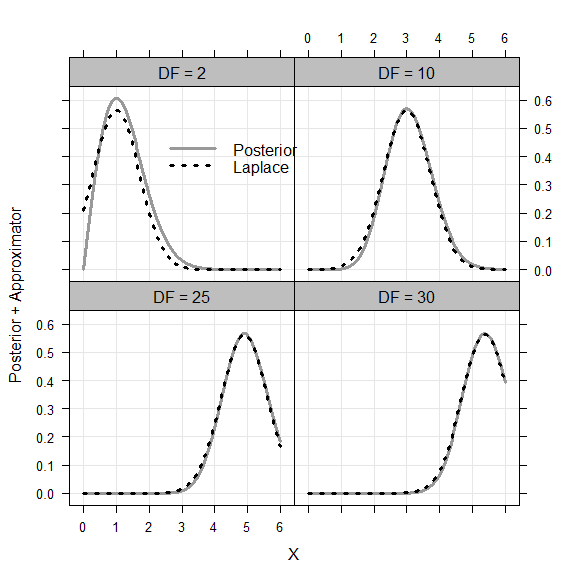 0 1 2 3 4 5 6
DF = 2 DF = 10
0.6
0.5
Posterior
Laplace
0.4
0.3
0.2
0.1
0.0
DF = 25 DF = 30
0.6
0.5
0.4
0.3
0.2
0.1
0.0
Posterior + Approximator
0 1 2 3 4 5 6
X